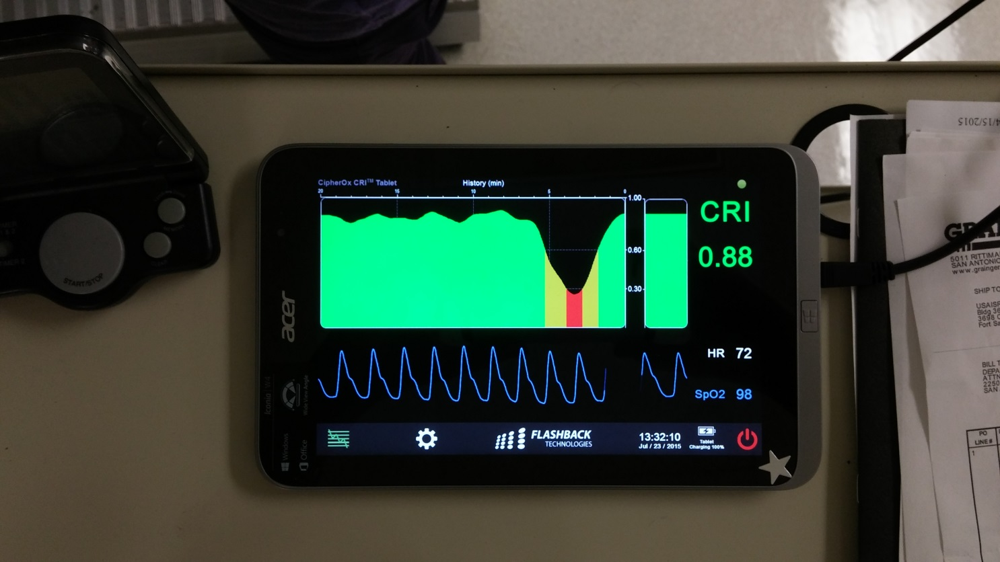 CipherOx CRI™ Tablet
History (min)
20
15
10
5
0
1.00
0.60
0.30
CRI
0.88
HR 72
SpO2 98
FLASHBACK
TECHNOLOGIES
13:32:10
Jul / 23 / 2015
Tablet
Charging 100%
acer
iconia W4
Wide View Angle
Windows
Office
START/STOP
4/15/2015
GRAI
5011 RITTIMA
SAN ANTONIO
www.grainger
SHIP TO
USAISR
Bldg 36
3698 C
Fort Sa
BILL T
DEPA
ATTN
2250
SAN
PO
LINE #
1